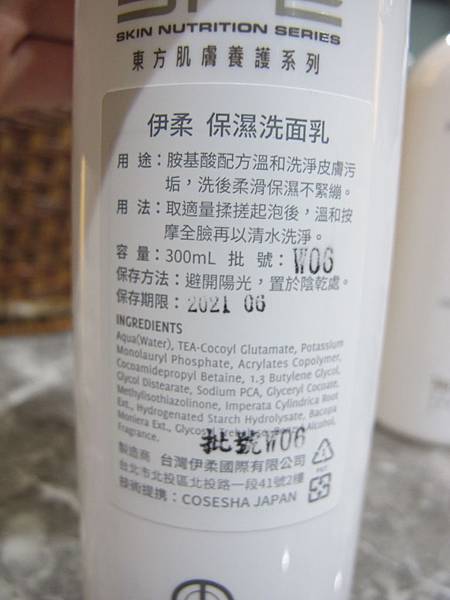 SKIN NUTRITION SERIES
東方肌膚養護系列
伊柔 保濕洗面乳
用 途：胺基酸配方溫和洗淨皮膚污
垢，洗後柔滑保濕不緊繃。
用 法：取適量揉搓起泡後，溫和按
摩全臉再以清水洗淨。
容 量：300mL 批 號：W06
保存方法：避開陽光，置於陰乾處。
保存期限：2021 06
INGREDIENTS
Aqua(Water), TEA-Cocoyl Glutamate, Potassium
Monolauryl Phosphate, Acrylates Copolymer,
Cocoamidepropyl Betaine, 1.3 Butylene Glycol,
Glycol Distearate, Sodium PCA, Glyceryl Cocoate,
Methylisothiazolinone, Imperata Cylindrica Root
Ext., Hydrogenated Starch Hydrolysate, Bacopa
Moniera Ext., Alcohol,
Fragrance.
批號W06
製造商 台灣伊柔國際有限公司
台北市北投區北投路一段41號2樓
技術提携：COSESHA JAPAN